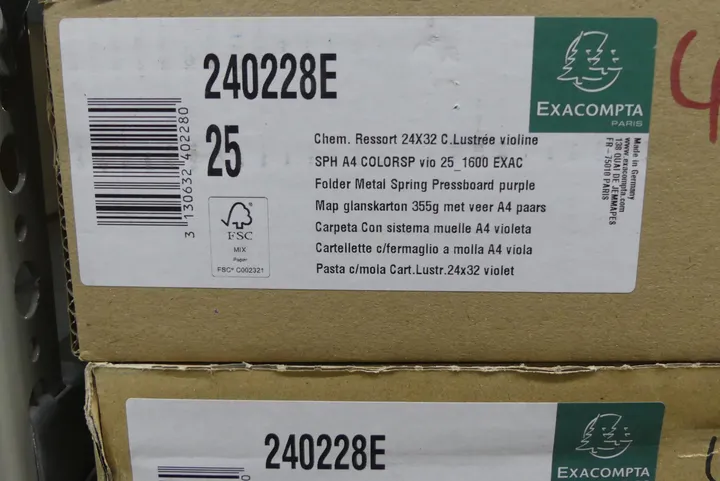 240228E
25
3 130632 402280
EXACOMPTA
PARIS
Chem. Ressort 24X32 C.Lustrée violine
SPH A4 COLORSP vio 25_1600 EXAC
Folder Metal Spring Pressboard purple
Map glanskarton 355g met veer A4 paars
Carpeta Con sistema muelle A4 violeta
Cartellette c/fermaglio a molla A4 viola
Pasta c/mola Cart.Lustr.24x32 violet
FSC
MIX
Paper
FSC® C002321
Made in Germany
www.exacompta.com
138 QUAI DE JEMMAPES
FR - 75010 PARIS
240228E
EXACOMPTA